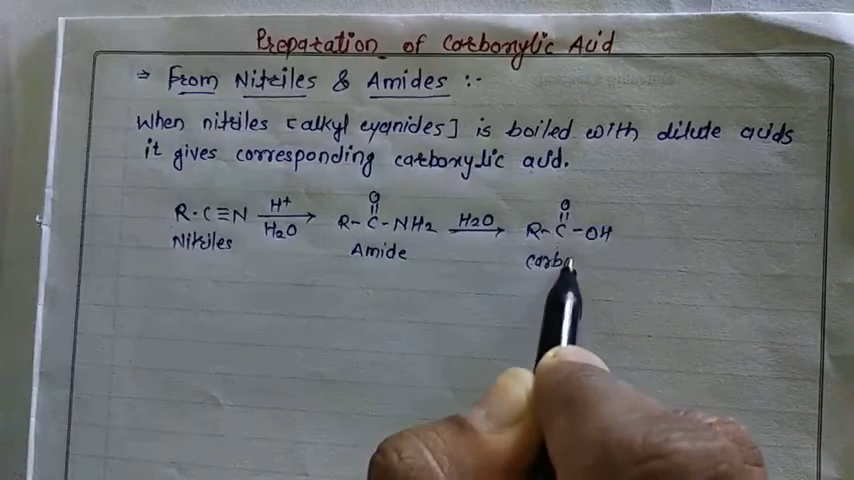 Preparation of Carboxylic Acid
⇒ From Nitriles & Amides :-
When nitriles [alkyl cyanides] is boiled with dilute acids
it gives corresponding carboxylic acid.
R-C≡N —H+/H2O→ R-C(=O)-NH2 —H2O→ R-C(=O)-OH
Nitriles Amide carbo